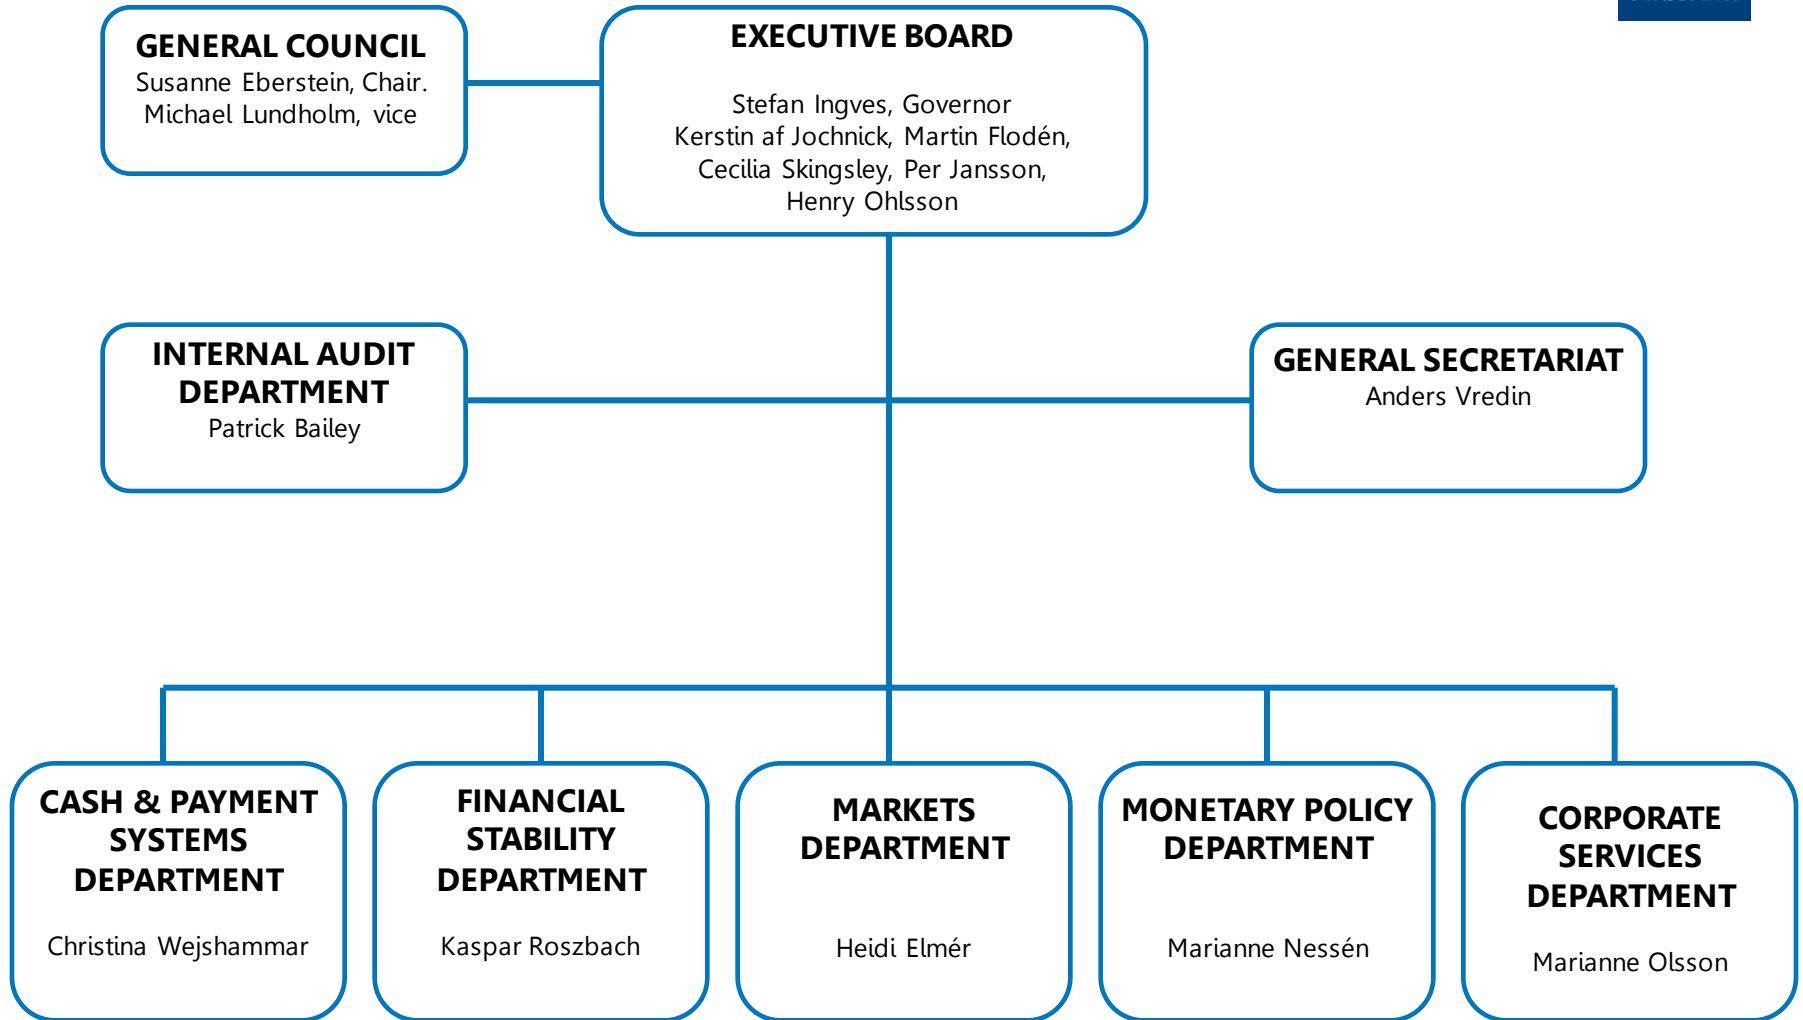 GENERAL COUNCIL
Susanne Eberstein, Chair.
Michael Lundholm, vice
EXECUTIVE BOARD
Stefan Ingves, Governor
Kerstin af Jochnick, Martin Flodén,
Cecilia Skingsley, Per Jansson,
Henry Ohlsson
INTERNAL AUDIT
DEPARTMENT
Patrick Bailey
GENERAL SECRETARIAT
Anders Vredin
CASH & PAYMENT
SYSTEMS
DEPARTMENT
Christina Wejshammar
FINANCIAL
STABILITY
DEPARTMENT
Kaspar Roszbach
MARKETS
DEPARTMENT
Heidi Elmér
MONETARY POLICY
DEPARTMENT
Marianne Nessén
CORPORATE
SERVICES
DEPARTMENT
Marianne Olsson